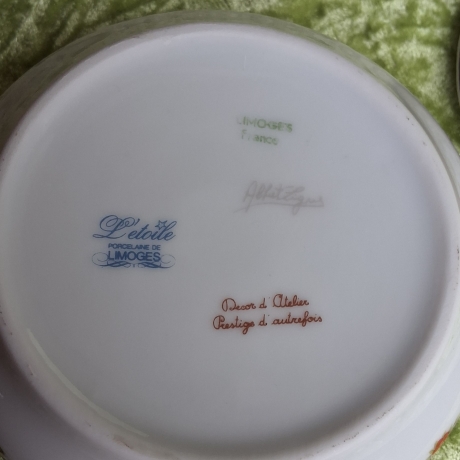 LIMOGES
France
L'etoile
PORCELAINE DE
LIMOGES
Decor d'Atelier
Prestige d'autrefois